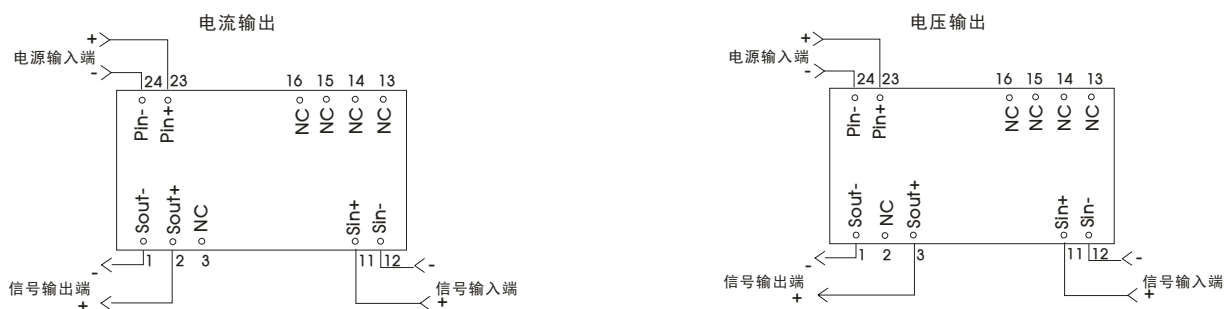 电流输出
+
电源输入端
-
24 23 16 15 14 13
Pin- Pin+ NC NC NC NC
Sout- Sout+ NC Sin+ Sin-
1 2 3 11 12
- -
信号输出端 信号输入端
+ +
电压输出
+
电源输入端
-
24 23 16 15 14 13
Pin- Pin+ NC NC NC NC
Sout- NC Sout+ Sin+ Sin-
1 2 3 11 12
- -
信号输出端 信号输入端
+ +